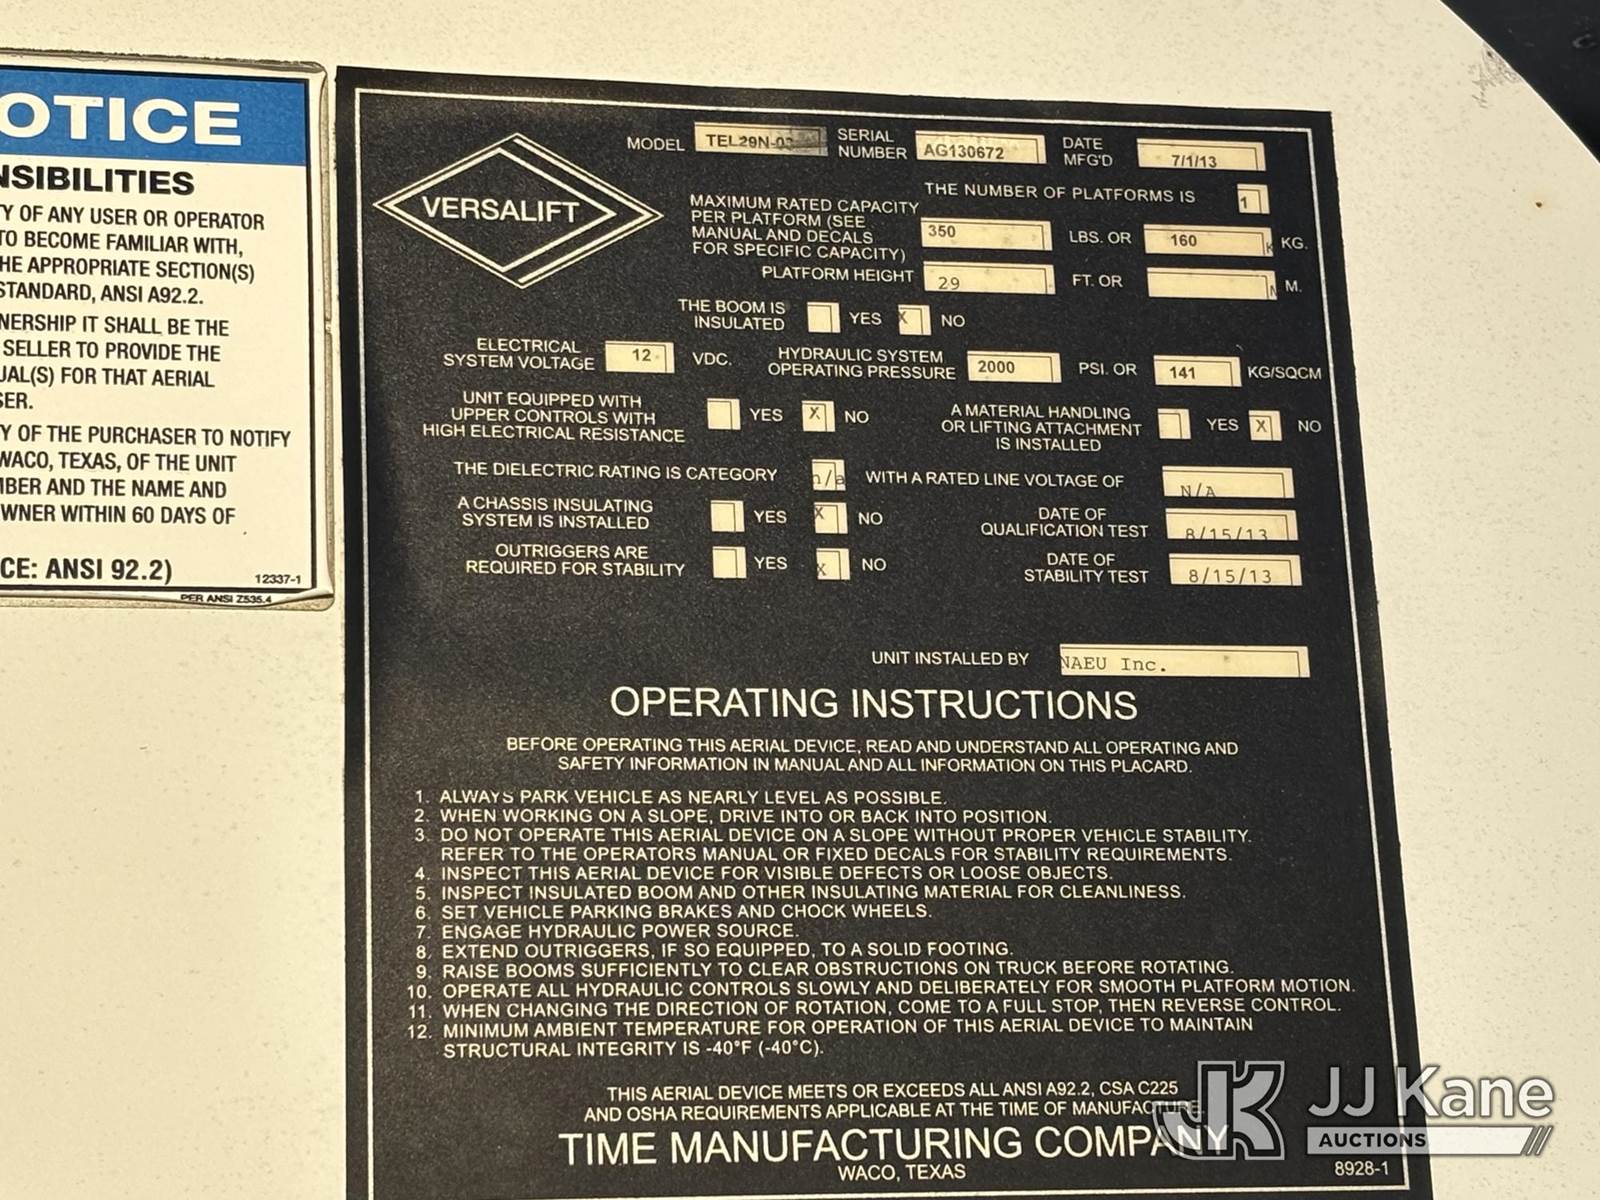 OTICE
NSIBILITIES
TY OF ANY USER OR OPERATOR
TO BECOME FAMILIAR WITH,
HE APPROPRIATE SECTION(S)
STANDARD, ANSI A92.2.
NERSHIP IT SHALL BE THE
SELLER TO PROVIDE THE
UAL(S) FOR THAT AERIAL
SER.
Y OF THE PURCHASER TO NOTIFY
WACO, TEXAS, OF THE UNIT
MBER AND THE NAME AND
WNER WITHIN 60 DAYS OF
CE: ANSI 92.2)
12337-1
PER ANSI Z535.4
VERSALIFT
MODEL TEL29N-02 SERIAL NUMBER AG130672 DATE MFG'D 7/1/13
THE NUMBER OF PLATFORMS IS 1
MAXIMUM RATED CAPACITY
PER PLATFORM (SEE
MANUAL AND DECALS
FOR SPECIFIC CAPACITY) 350 LBS. OR 160 KG.
PLATFORM HEIGHT 29 FT. OR M.
THE BOOM IS
INSULATED YES X NO
ELECTRICAL
SYSTEM VOLTAGE 12 VDC. HYDRAULIC SYSTEM
OPERATING PRESSURE 2000 PSI. OR 141 KG/SQCM
UNIT EQUIPPED WITH
UPPER CONTROLS WITH
HIGH ELECTRICAL RESISTANCE YES X NO
A MATERIAL HANDLING
OR LIFTING ATTACHMENT
IS INSTALLED YES X NO
THE DIELECTRIC RATING IS CATEGORY n/a WITH A RATED LINE VOLTAGE OF N/A
A CHASSIS INSULATING
SYSTEM IS INSTALLED YES X NO
DATE OF
QUALIFICATION TEST 8/15/13
OUTRIGGERS ARE
REQUIRED FOR STABILITY YES X NO
DATE OF
STABILITY TEST 8/15/13
UNIT INSTALLED BY NAEU Inc.
OPERATING INSTRUCTIONS
BEFORE OPERATING THIS AERIAL DEVICE, READ AND UNDERSTAND ALL OPERATING AND
SAFETY INFORMATION IN MANUAL AND ALL INFORMATION ON THIS PLACARD.
1. ALWAYS PARK VEHICLE AS NEARLY LEVEL AS POSSIBLE.
2. WHEN WORKING ON A SLOPE, DRIVE INTO OR BACK INTO POSITION.
3. DO NOT OPERATE THIS AERIAL DEVICE ON A SLOPE WITHOUT PROPER VEHICLE STABILITY.
REFER TO THE OPERATORS MANUAL OR FIXED DECALS FOR STABILITY REQUIREMENTS.
4. INSPECT THIS AERIAL DEVICE FOR VISIBLE DEFECTS OR LOOSE OBJECTS.
5. INSPECT INSULATED BOOM AND OTHER INSULATING MATERIAL FOR CLEANLINESS.
6. SET VEHICLE PARKING BRAKES AND CHOCK WHEELS.
7. ENGAGE HYDRAULIC POWER SOURCE.
8. EXTEND OUTRIGGERS, IF SO EQUIPPED, TO A SOLID FOOTING.
9. RAISE BOOMS SUFFICIENTLY TO CLEAR OBSTRUCTIONS ON TRUCK BEFORE ROTATING.
10. OPERATE ALL HYDRAULIC CONTROLS SLOWLY AND DELIBERATELY FOR SMOOTH PLATFORM MOTION.
11. WHEN CHANGING THE DIRECTION OF ROTATION, COME TO A FULL STOP, THEN REVERSE CONTROL.
12. MINIMUM AMBIENT TEMPERATURE FOR OPERATION OF THIS AERIAL DEVICE TO MAINTAIN
STRUCTURAL INTEGRITY IS -40°F (-40°C).
THIS AERIAL DEVICE MEETS OR EXCEEDS ALL ANSI A92.2, CSA C225
AND OSHA REQUIREMENTS APPLICABLE AT THE TIME OF MANUFACTURE.
TIME MANUFACTURING COMPANY
WACO, TEXAS
8928-1
JK JJ Kane
AUCTIONS